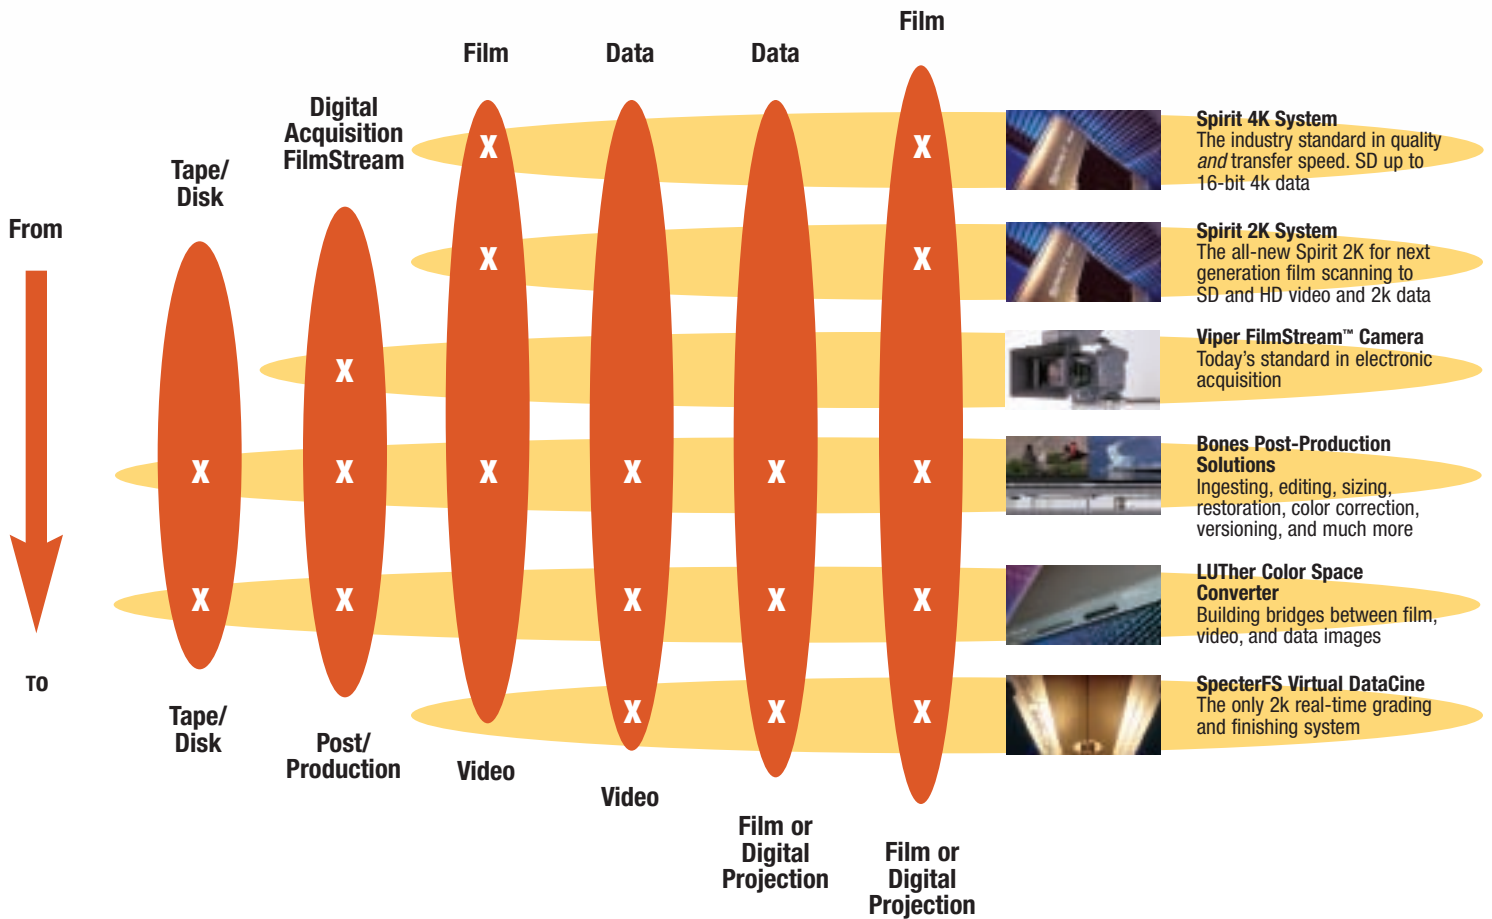 Film
Film
Data
Data
Digital
Acquisition
FilmStream
Tape/
Disk
From
X
X
Spirit 4K System
The industry standard in quality
and transfer speed. SD up to
16-bit 4k data
X
X
Spirit 2K System
The all-new Spirit 2K for next
generation film scanning to
SD and HD video and 2k data
X
Viper FilmStream™ Camera
Today's standard in electronic
acquisition
X
X
X
X
X
X
Bones Post-Production
Solutions
Ingesting, editing, sizing,
restoration, color correction,
versioning, and much more
X
X
X
X
X
LUTher Color Space
Converter
Building bridges between film,
video, and data images
X
X
X
SpecterFS Virtual DataCine
The only 2k real-time grading
and finishing system
To
Tape/
Disk
Post/
Production
Video
Video
Film or
Digital
Projection
Film or
Digital
Projection